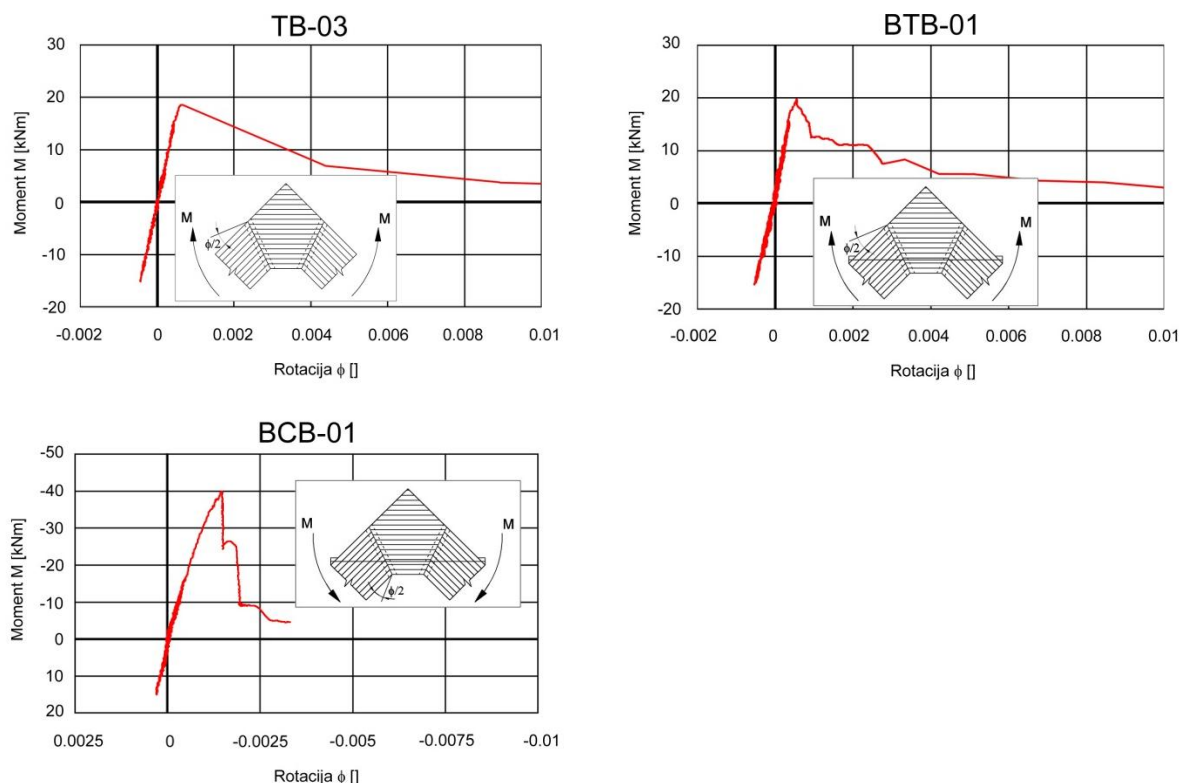 TB-03
Moment M [kNm]
30
20
10
0
-10
-20
M
M
ϕ/2
-0.002 0 0.002 0.004 0.006 0.008 0.01
Rotacija ϕ []
BTB-01
Moment M [kNm]
30
20
10
0
-10
-20
M
M
ϕ/2
-0.002 0 0.002 0.004 0.006 0.008 0.01
Rotacija ϕ []
BCB-01
Moment M [kNm]
-50
-40
-30
-20
-10
0
10
20
M
M
ϕ/2
0.0025 0 -0.0025 -0.005 -0.0075 -0.01
Rotacija ϕ []